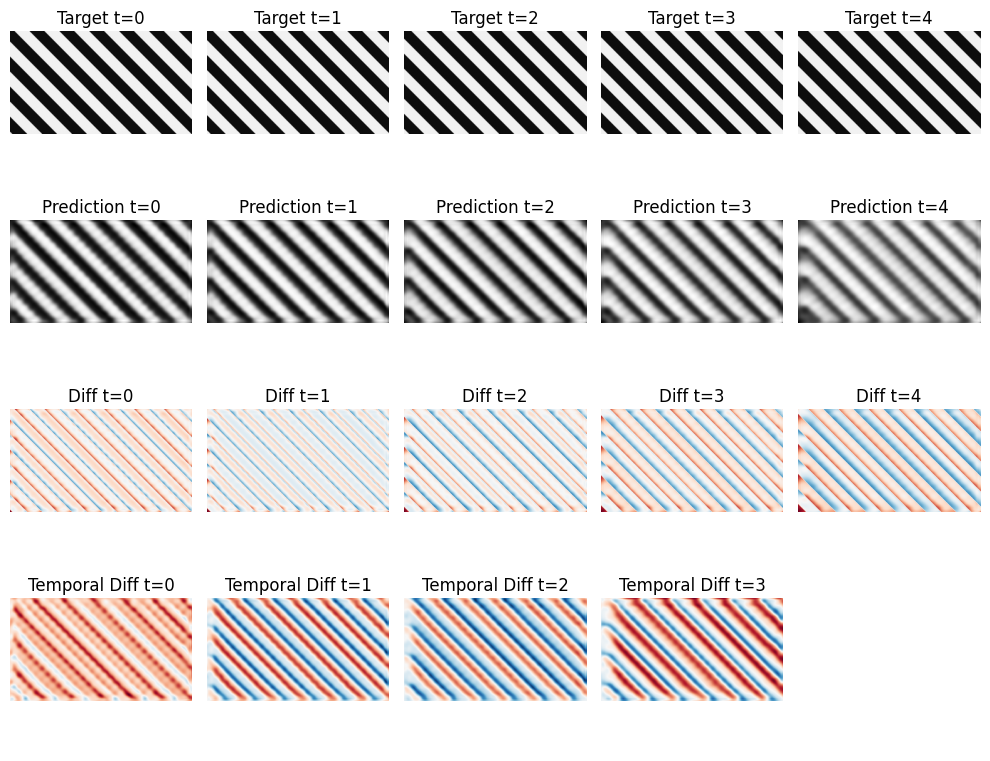 Target t=0 Target t=1 Target t=2 Target t=3 Target t=4
Prediction t=0 Prediction t=1 Prediction t=2 Prediction t=3 Prediction t=4
Diff t=0 Diff t=1 Diff t=2 Diff t=3 Diff t=4
Temporal Diff t=0 Temporal Diff t=1 Temporal Diff t=2 Temporal Diff t=3